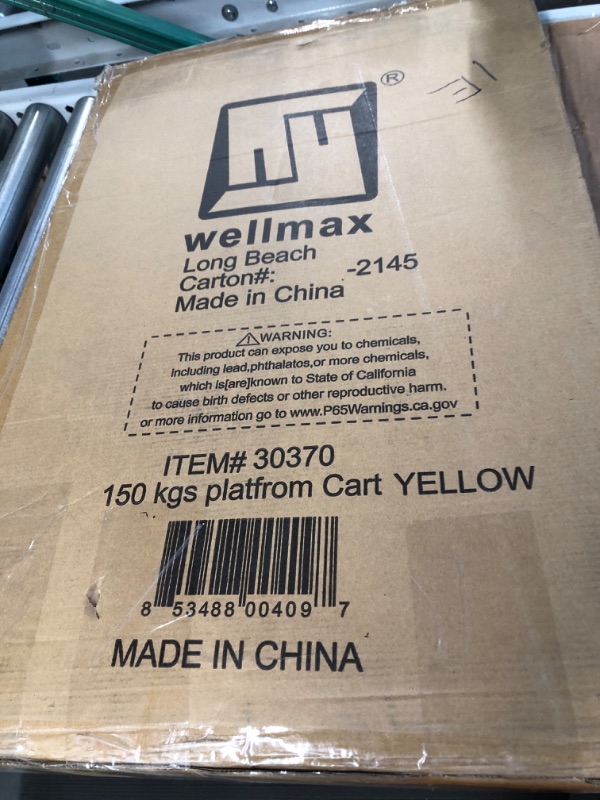 ®
wellmax
Long Beach
Carton#: -2145
Made in China
WARNING:
This product can expose you to chemicals,
Including lead,phthalatos,or more chemicals,
which is[are]known to State of California
to cause birth defects or other reproductive harm.
or more information go to www.P65Warnings.ca.gov
ITEM# 30370
150 kgs platfrom Cart YELLOW
8 53488 00409 7
MADE IN CHINA